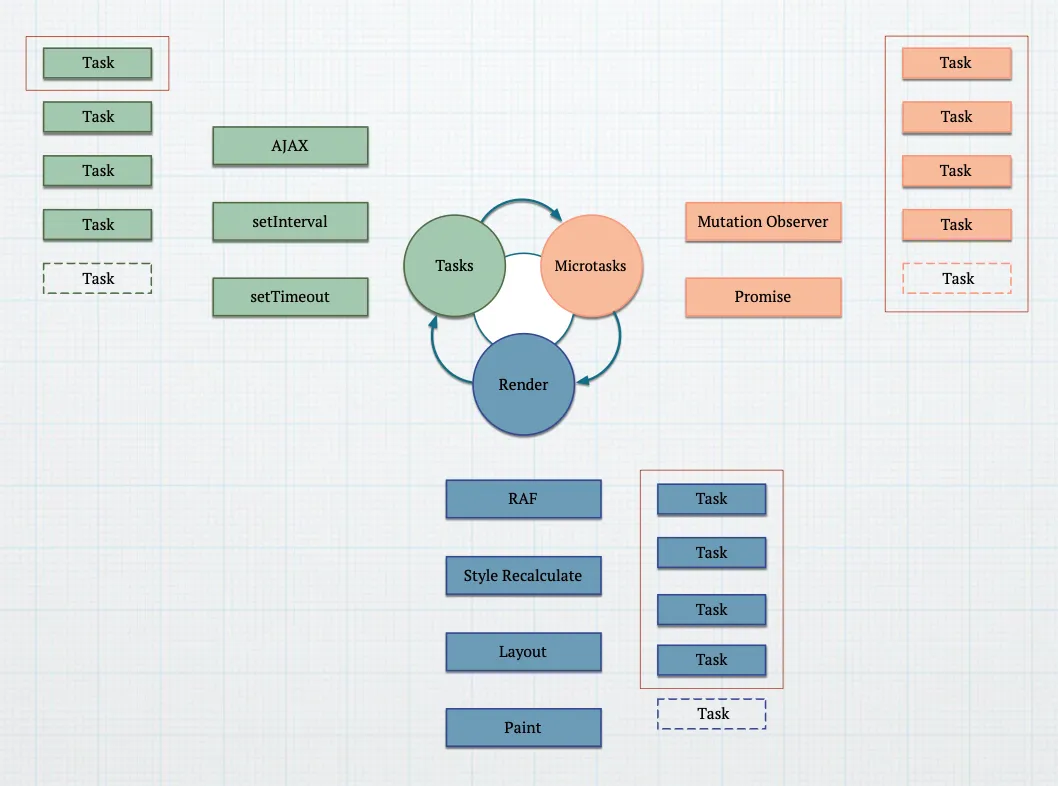 Task
Task
Task
Task
Task
AJAX
setInterval
setTimeout
Tasks
Microtasks
Render
Mutation Observer
Promise
Task
Task
Task
Task
Task
RAF
Style Recalculate
Layout
Paint
Task
Task
Task
Task
Task